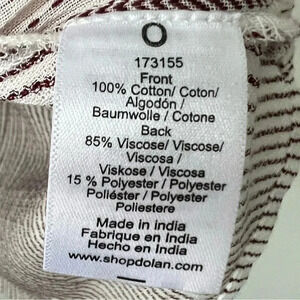 O
173155
Front
100% Cotton/ Coton/
Algodón /
Baumwolle / Cotone
Back
85% Viscose/ Viscose/
Viscosa /
Viskose / Viscosa
15 % Polyester / Polyester
Poliéster / Polyester
Poliestere
Made in india
Fabrique en India
Hecho en India
www.shopdolan.com